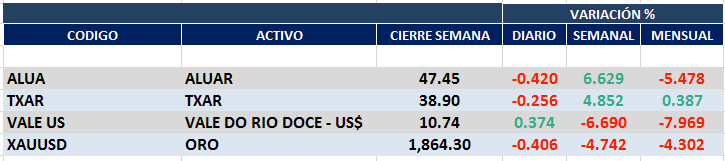 VARIACIÓN %
CODIGO ACTIVO CIERRE SEMANA DIARIO SEMANAL MENSUAL
ALUA ALUAR 47.45 -0.420 6.629 -5.478
TXAR TXAR 38.90 -0.256 4.852 0.387
VALE US VALE DO RIO DOCE - US$ 10.74 0.374 -6.690 -7.969
XAUUSD ORO 1,864.30 -0.406 -4.742 -4.302